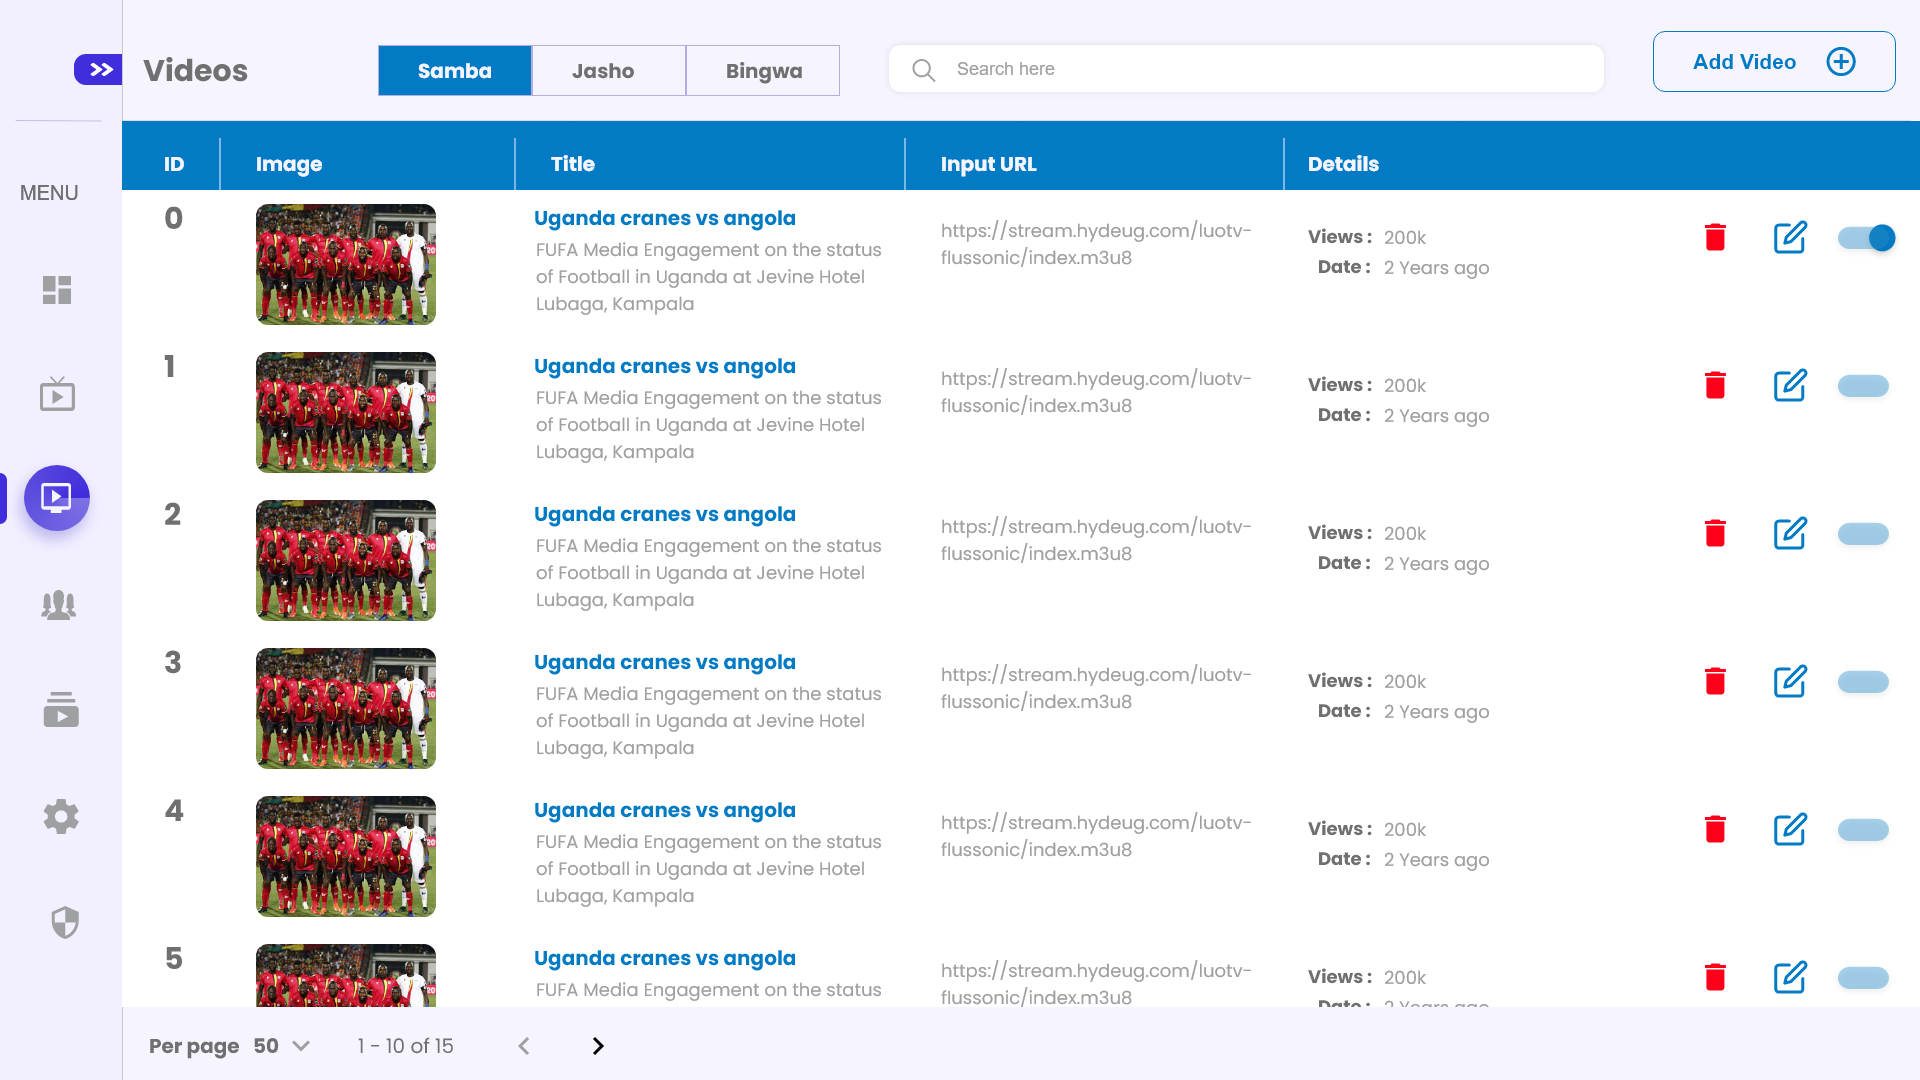 Videos
Samba
Jasho
Bingwa
Search here
Add Video
MENU
ID
Image
Title
Input URL
Details
0
Uganda cranes vs angola
FUFA Media Engagement on the status
of Football in Uganda at Jevine Hotel
Lubaga, Kampala
https://stream.hydeug.com/luotv-
flussonic/index.m3u8
Views : 200k
Date : 2 Years ago
1
Uganda cranes vs angola
FUFA Media Engagement on the status
of Football in Uganda at Jevine Hotel
Lubaga, Kampala
https://stream.hydeug.com/luotv-
flussonic/index.m3u8
Views : 200k
Date : 2 Years ago
2
Uganda cranes vs angola
FUFA Media Engagement on the status
of Football in Uganda at Jevine Hotel
Lubaga, Kampala
https://stream.hydeug.com/luotv-
flussonic/index.m3u8
Views : 200k
Date : 2 Years ago
3
Uganda cranes vs angola
FUFA Media Engagement on the status
of Football in Uganda at Jevine Hotel
Lubaga, Kampala
https://stream.hydeug.com/luotv-
flussonic/index.m3u8
Views : 200k
Date : 2 Years ago
4
Uganda cranes vs angola
FUFA Media Engagement on the status
of Football in Uganda at Jevine Hotel
Lubaga, Kampala
https://stream.hydeug.com/luotv-
flussonic/index.m3u8
Views : 200k
Date : 2 Years ago
5
Uganda cranes vs angola
FUFA Media Engagement on the status
https://stream.hydeug.com/luotv-
flussonic/index.m3u8
Views : 200k
Date : 2 Years ago
Per page 50
1 - 10 of 15